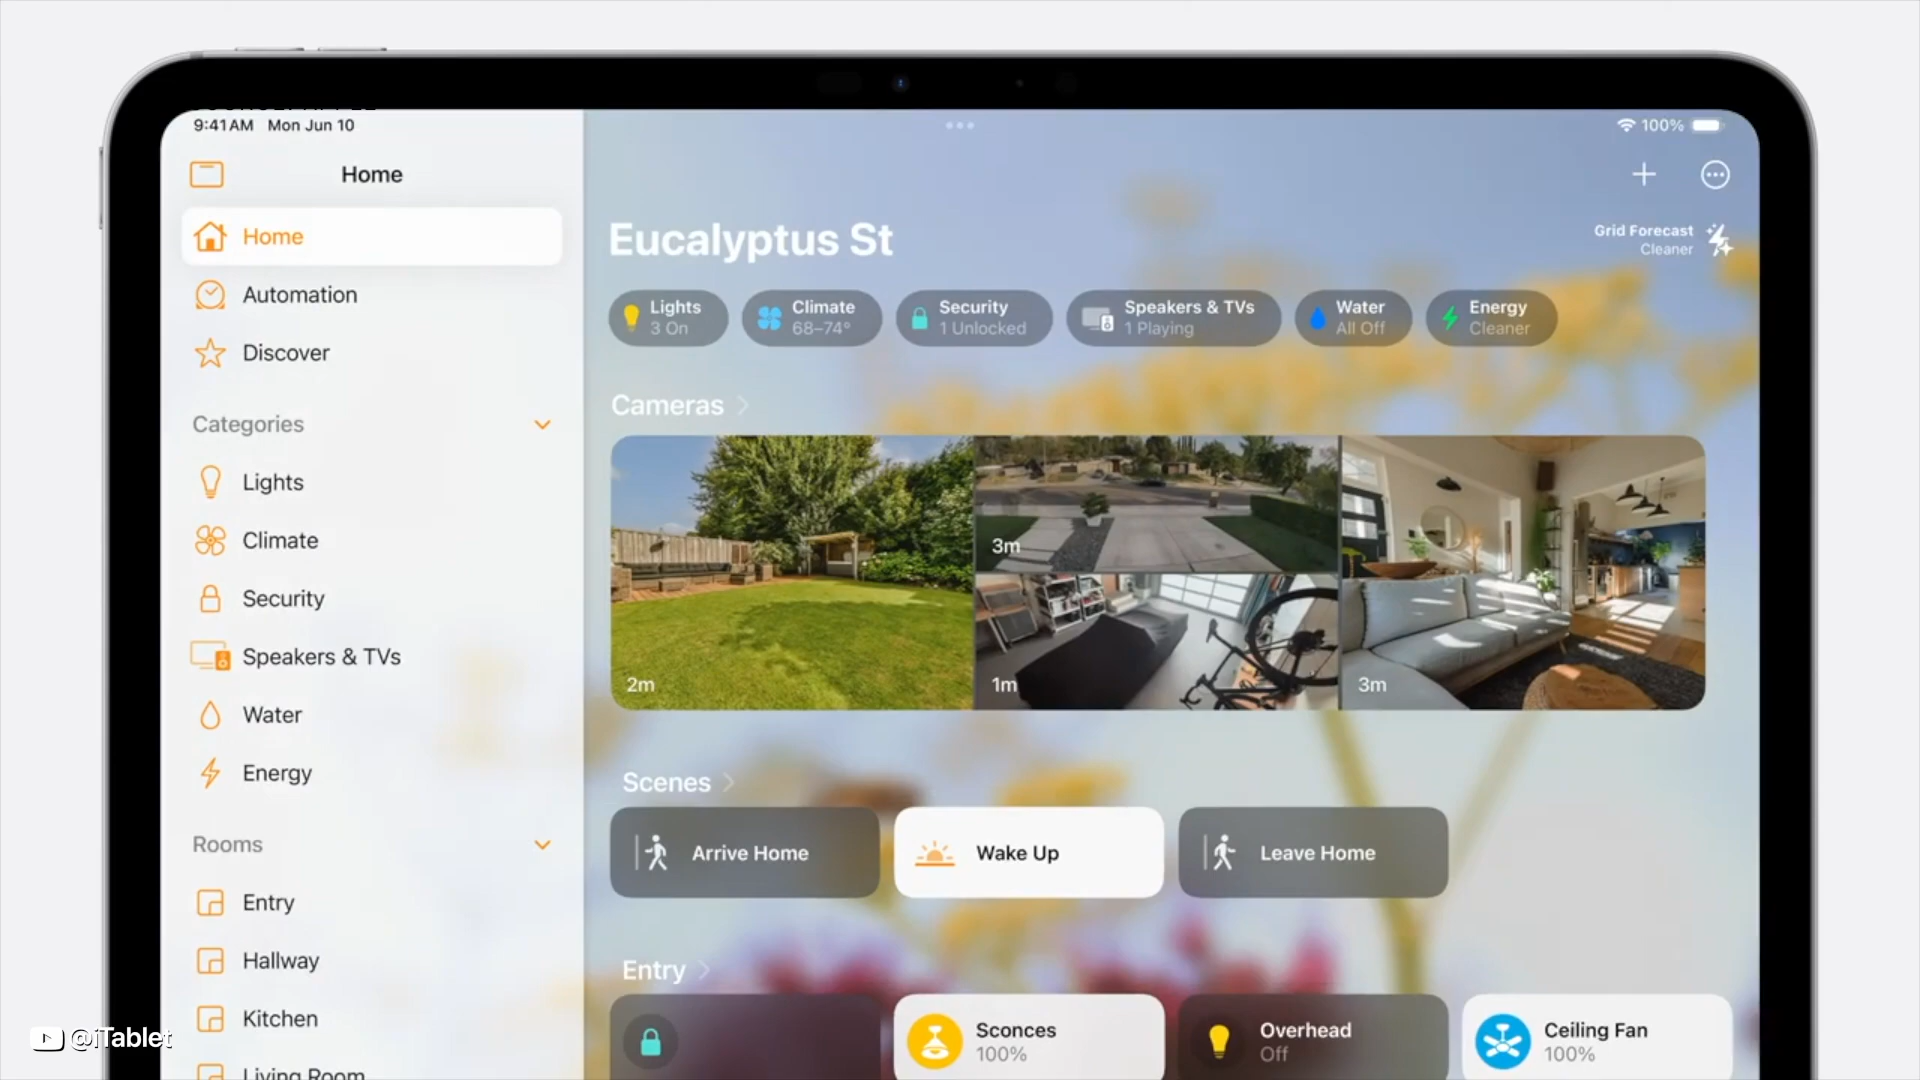 9:41 AM Mon Jun 10
100%
Home
Home
Automation
Discover
Categories
Lights
Climate
Security
Speakers & TVs
Water
Energy
Rooms
Entry
Hallway
Kitchen
Living Room
Eucalyptus St
Grid Forecast
Cleaner
Lights
3 On
Climate
68–74°
Security
1 Unlocked
Speakers & TVs
1 Playing
Water
All Off
Energy
Cleaner
Cameras
2m
3m
1m
3m
Scenes
Arrive Home
Wake Up
Leave Home
Entry
Sconces
100%
Overhead
Off
Ceiling Fan
100%
@iTablet